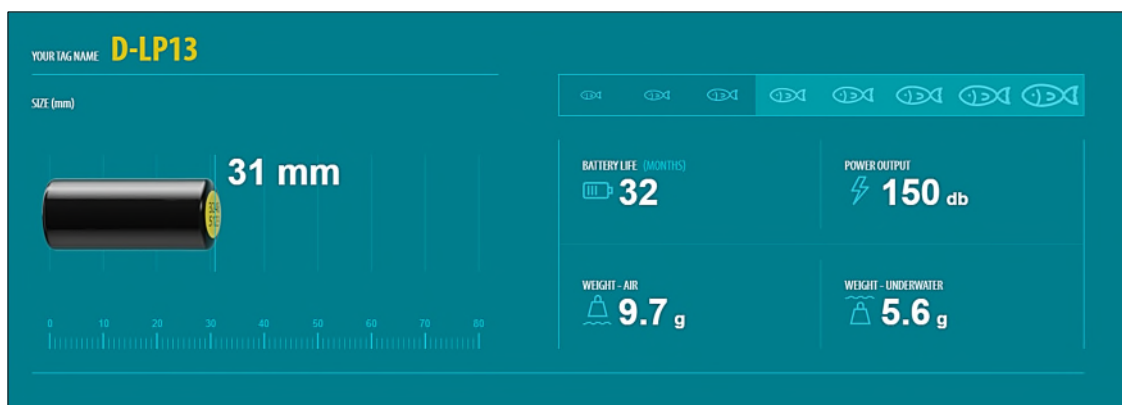 YOUR TAG NAME D-LP13
SIZE (mm)
31 mm
0 10 20 30 40 50 60 70 80
BATTERY LIFE (MONTHS)
32
POWER OUTPUT
150 db
WEIGHT - AIR
9.7 g
WEIGHT - UNDERWATER
5.6 g